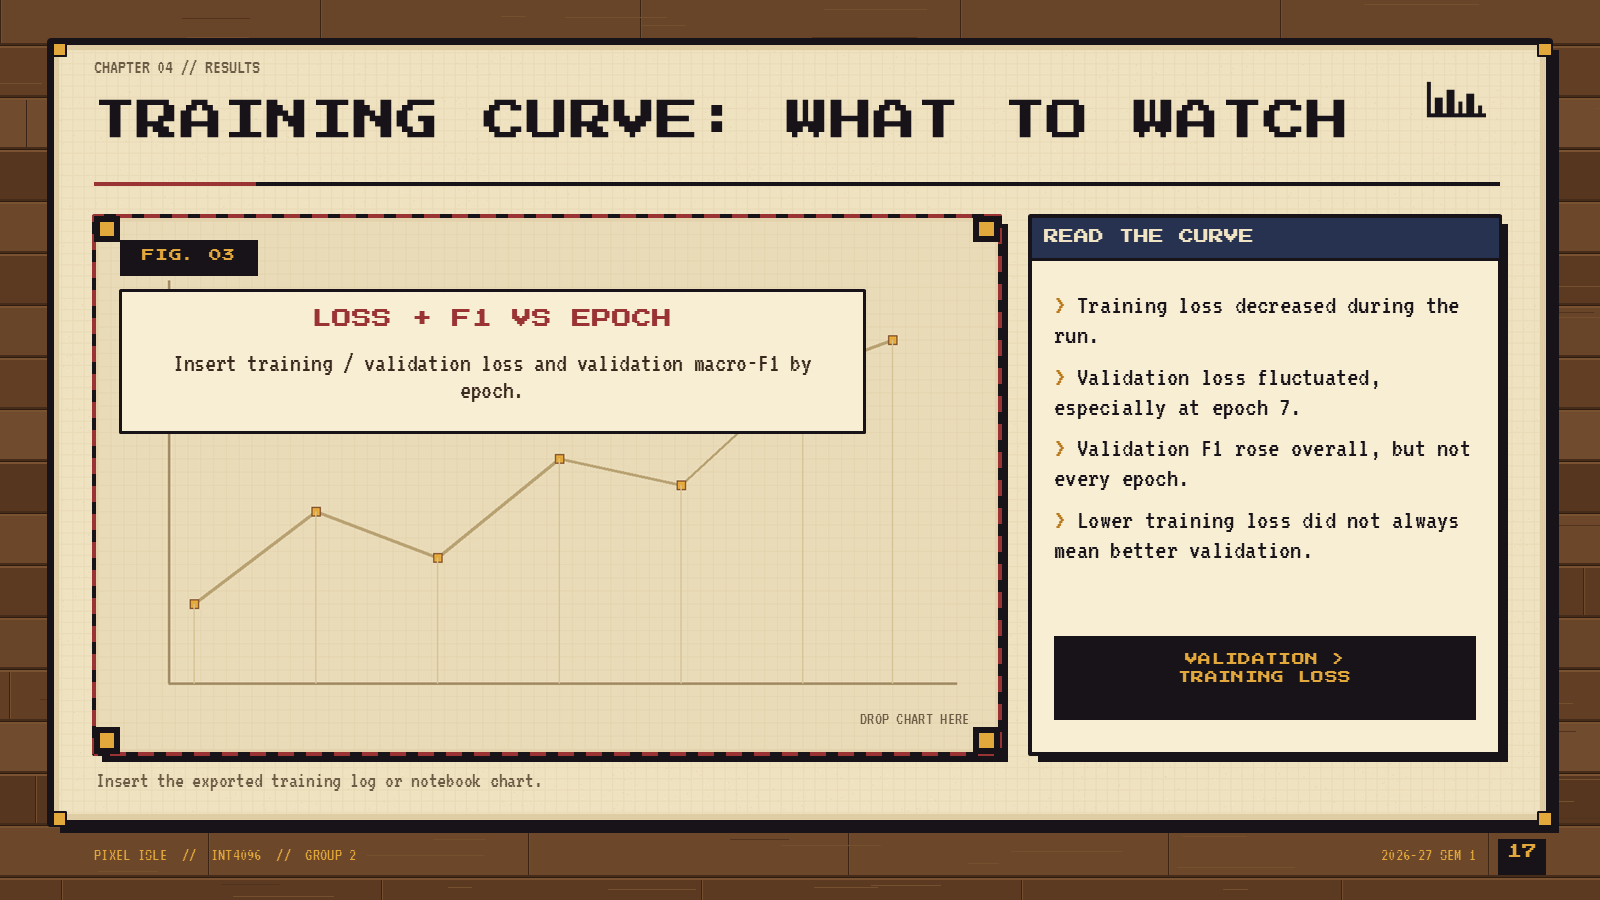 CHAPTER 04 // RESULTS
TRAINING CURVE: WHAT TO WATCH
FIG. 03
LOSS + F1 VS EPOCH
Insert training / validation loss and validation macro-F1 by
epoch.
DROP CHART HERE
Insert the exported training log or notebook chart.
READ THE CURVE
› Training loss decreased during the
run.
› Validation loss fluctuated,
especially at epoch 7.
› Validation F1 rose overall, but not
every epoch.
› Lower training loss did not always
mean better validation.
VALIDATION >
TRAINING LOSS
PIXEL ISLE // INT4096 // GROUP 2
2026-27 SEM 1
17